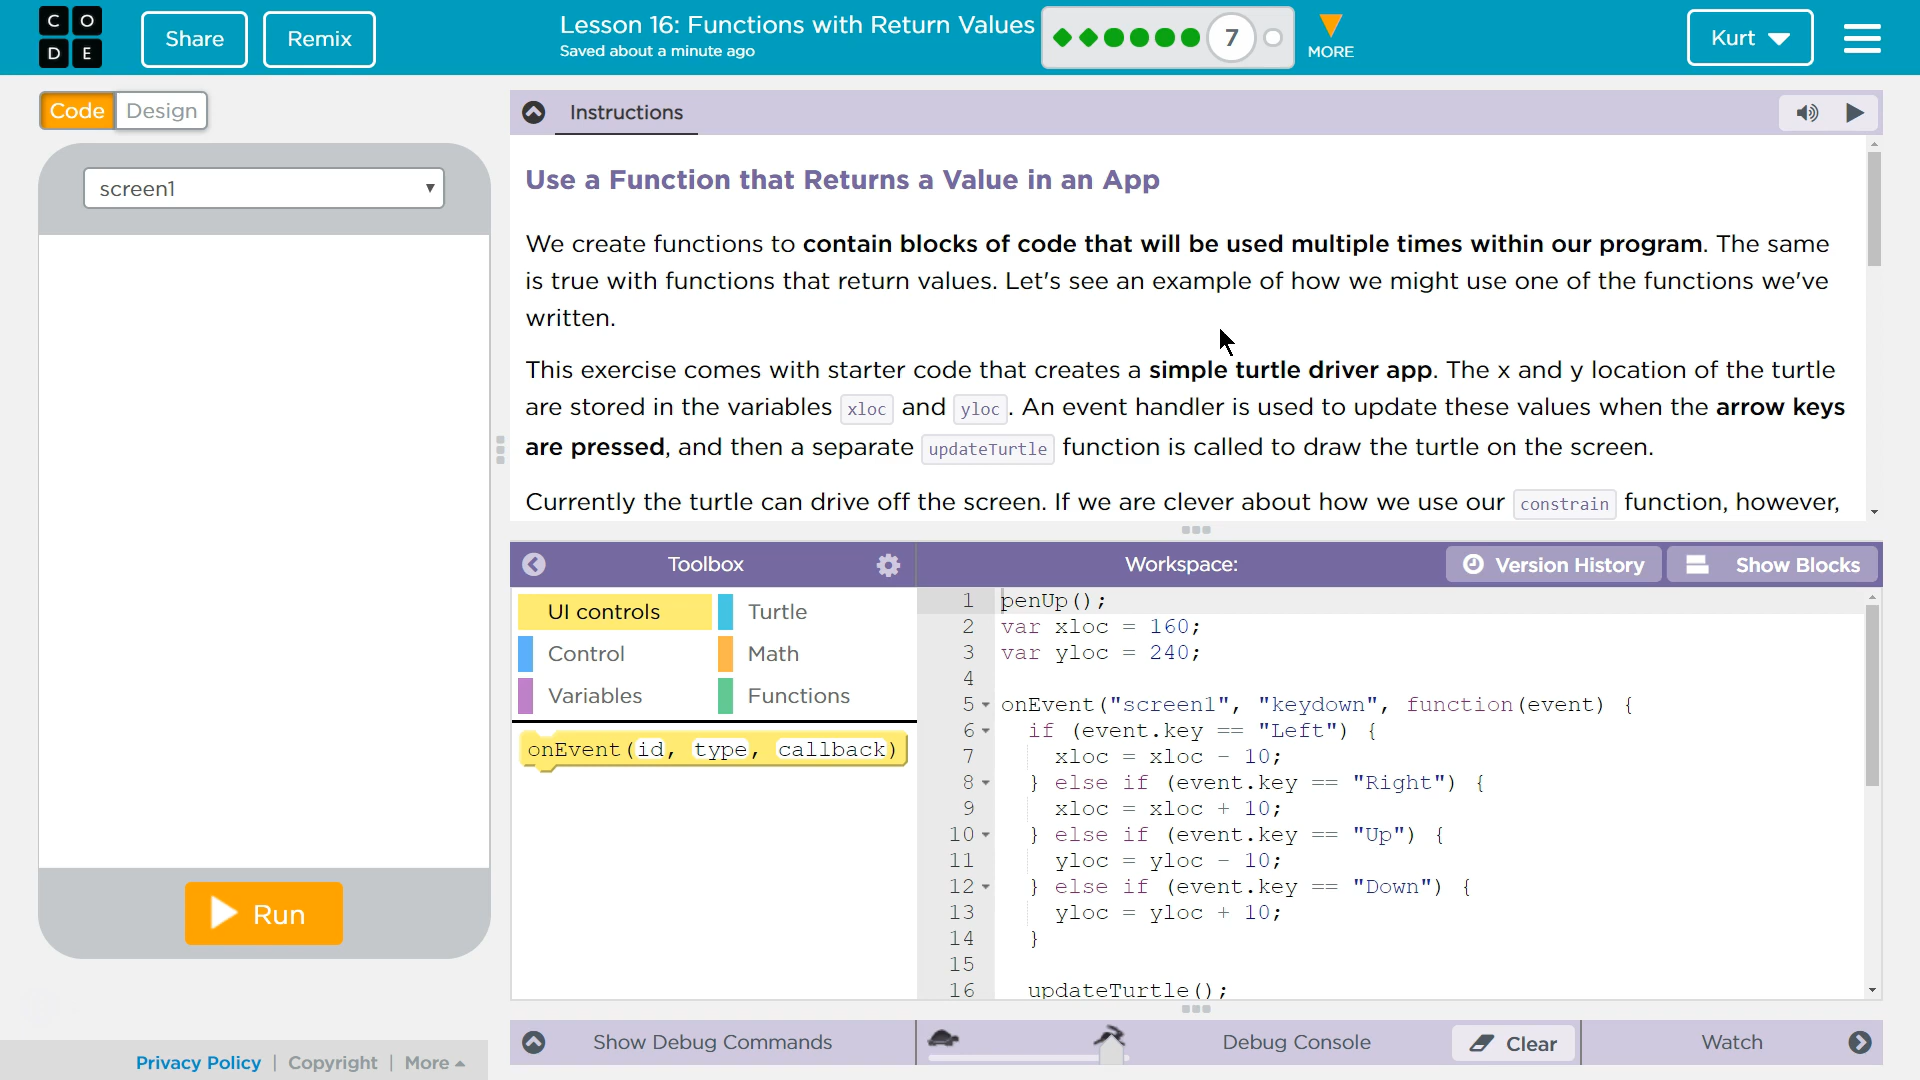 C O
D E
Share
Remix
Lesson 16: Functions with Return Values
Saved about a minute ago
7
MORE
Kurt
Code
Design
Instructions
screen1
Use a Function that Returns a Value in an App
We create functions to contain blocks of code that will be used multiple times within our program. The same
is true with functions that return values. Let's see an example of how we might use one of the functions we've
written.
This exercise comes with starter code that creates a simple turtle driver app. The x and y location of the turtle
are stored in the variables xloc and yloc. An event handler is used to update these values when the arrow keys
are pressed, and then a separate updateTurtle function is called to draw the turtle on the screen.
Currently the turtle can drive off the screen. If we are clever about how we use our constrain function, however,
Toolbox
Workspace:
Version History
Show Blocks
UI controls
Turtle
Control
Math
Variables
Functions
onEvent(id, type, callback)
1 penUp();
2 var xloc = 160;
3 var yloc = 240;
4
5 onEvent("screen1", "keydown", function(event) {
6 if (event.key == "Left") {
7 xloc = xloc - 10;
8 } else if (event.key == "Right") {
9 xloc = xloc + 10;
10 } else if (event.key == "Up") {
11 yloc = yloc - 10;
12 } else if (event.key == "Down") {
13 yloc = yloc + 10;
14 }
15
16 updateTurtle();
Run
Show Debug Commands
Debug Console
Clear
Watch
Privacy Policy | Copyright | More